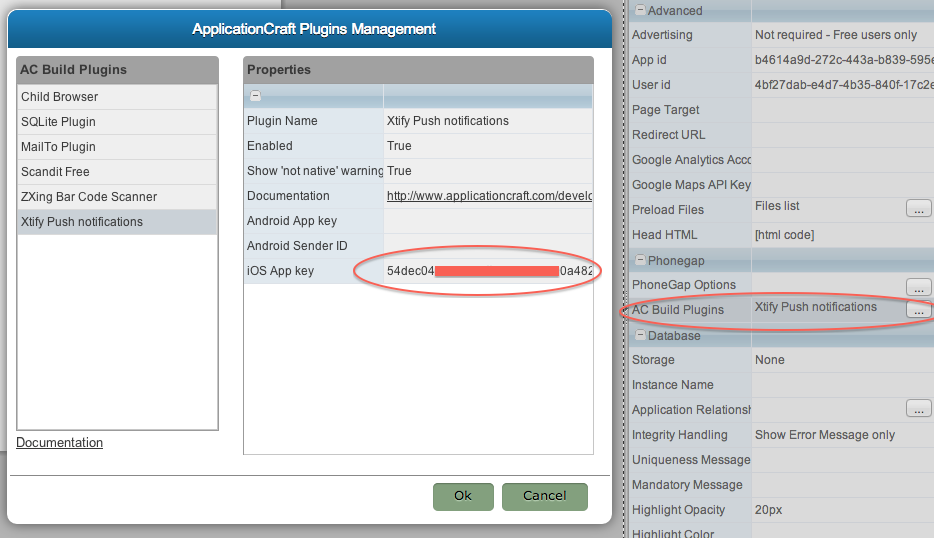 ApplicationCraft Plugins Management
AC Build Plugins
Child Browser
SQLite Plugin
MailTo Plugin
Scandit Free
ZXing Bar Code Scanner
Xtify Push notifications
Documentation
Properties
Plugin Name Xtify Push notifications
Enabled True
Show 'not native' warning True
Documentation http://www.applicationcraft.com/develo
Android App key
Android Sender ID
iOS App key 54dec04 0a482
Ok Cancel
Advanced
Advertising Not required - Free users only
App id b4614a9d-272c-443a-b839-595e
User id 4bf27dab-e4d7-4b35-840f-17c2e
Page Target
Redirect URL
Google Analytics Acco
Google Maps API Key
Preload Files Files list ...
Head HTML [html code]
Phonegap
PhoneGap Options ...
AC Build Plugins Xtify Push notifications ...
Database
Storage None
Instance Name
Application Relationsh ...
Integrity Handling Show Error Message only
Uniqueness Message
Mandatory Message
Highlight Opacity 20px
Highlight Color